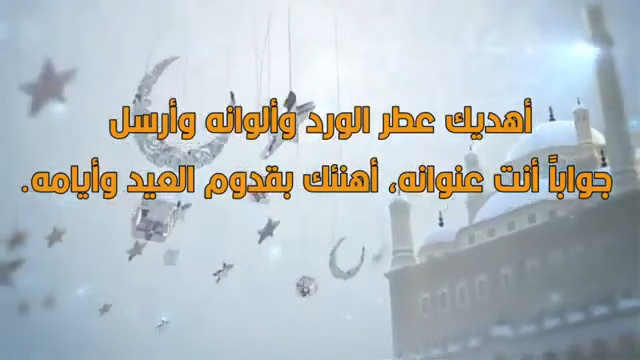 أهديك عطر الورد وألوانه وأرسل
جواباً أنت عنوانه، أهنئك بقدوم العيد وأيامه.